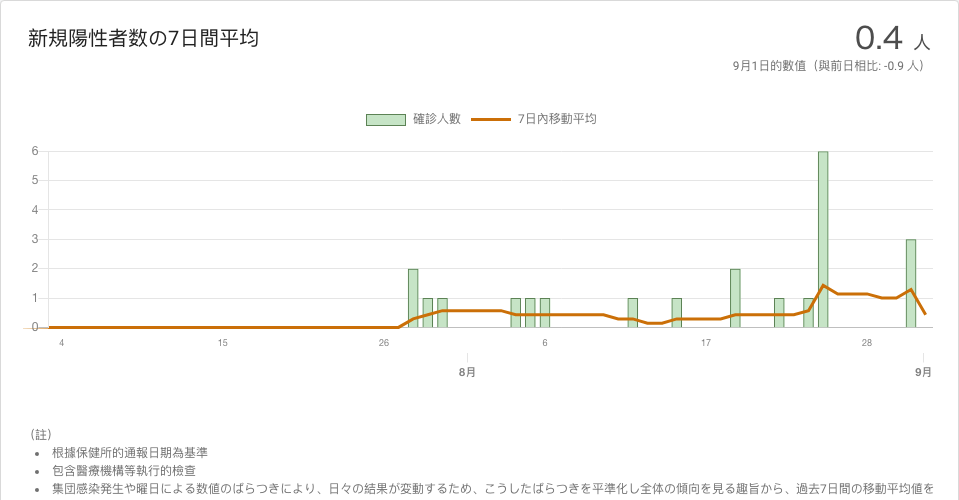 新規陽性者数の7日間平均
0.4 人
9月1日的數值（與前日相比: -0.9 人）
確診人數 7日內移動平均
6
5
4
3
2
1
0
4 15 26 6 17 28
8月 9月
（註）
• 根據保健所的通報日期為基準
• 包含醫療機構等執行的檢查
• 集団感染発生や曜日による数値のばらつきにより、日々の結果が変動するため、こうしたばらつきを平準化し全体の傾向を見る趣旨から、過去7日間の移動平均値を